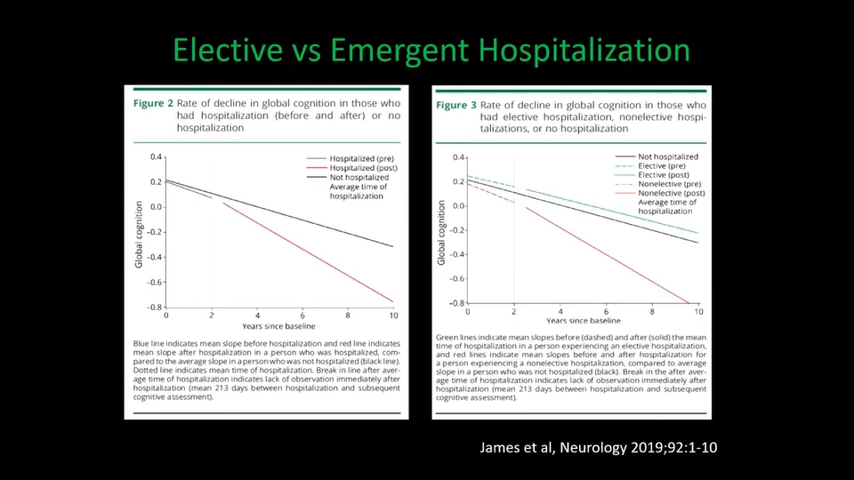 Elective vs Emergent Hospitalization
Figure 2 Rate of decline in global cognition in those who
had hospitalization (before and after) or no
hospitalization
0.4
0.2
0.0
−0.2
−0.4
−0.6
−0.8
Global cognition
Hospitalized (pre)
Hospitalized (post)
Not hospitalized
Average time of
hospitalization
0
2
4
6
8
10
Years since baseline
Blue line indicates mean slope before hospitalization and red line indicates
mean slope after hospitalization in a person who was hospitalized, com-
pared to the average slope in a person who was not hospitalized (black line).
Dotted line indicates mean time of hospitalization. Break in line after aver-
age time of hospitalization indicates lack of observation immediately after
hospitalization (mean 213 days between hospitalization and subsequent
cognitive assessment).
Figure 3 Rate of decline in global cognition in those who
had elective hospitalization, nonelective hospi-
talizations, or no hospitalization
0.4
0.2
0.0
−0.2
−0.4
−0.6
−0.8
Global cognition
Not hospitalized
Elective (pre)
Elective (post)
Nonelective (pre)
Nonelective (post)
Average time of
hospitalization
0
2
4
6
8
10
Years since baseline
Green lines indicate mean slopes before (dashed) and after (solid) the mean
time of hospitalization in a person experiencing an elective hospitalization,
and red lines indicate mean slopes before and after hospitalization for
a person experiencing a nonelective hospitalization, compared to average
slope in a person who was not hospitalized (black). Break in the after aver-
age time of hospitalization indicates lack of observation immediately after
hospitalization (mean 213 days between hospitalization and subsequent
cognitive assessment).
James et al, Neurology 2019;92:1-10